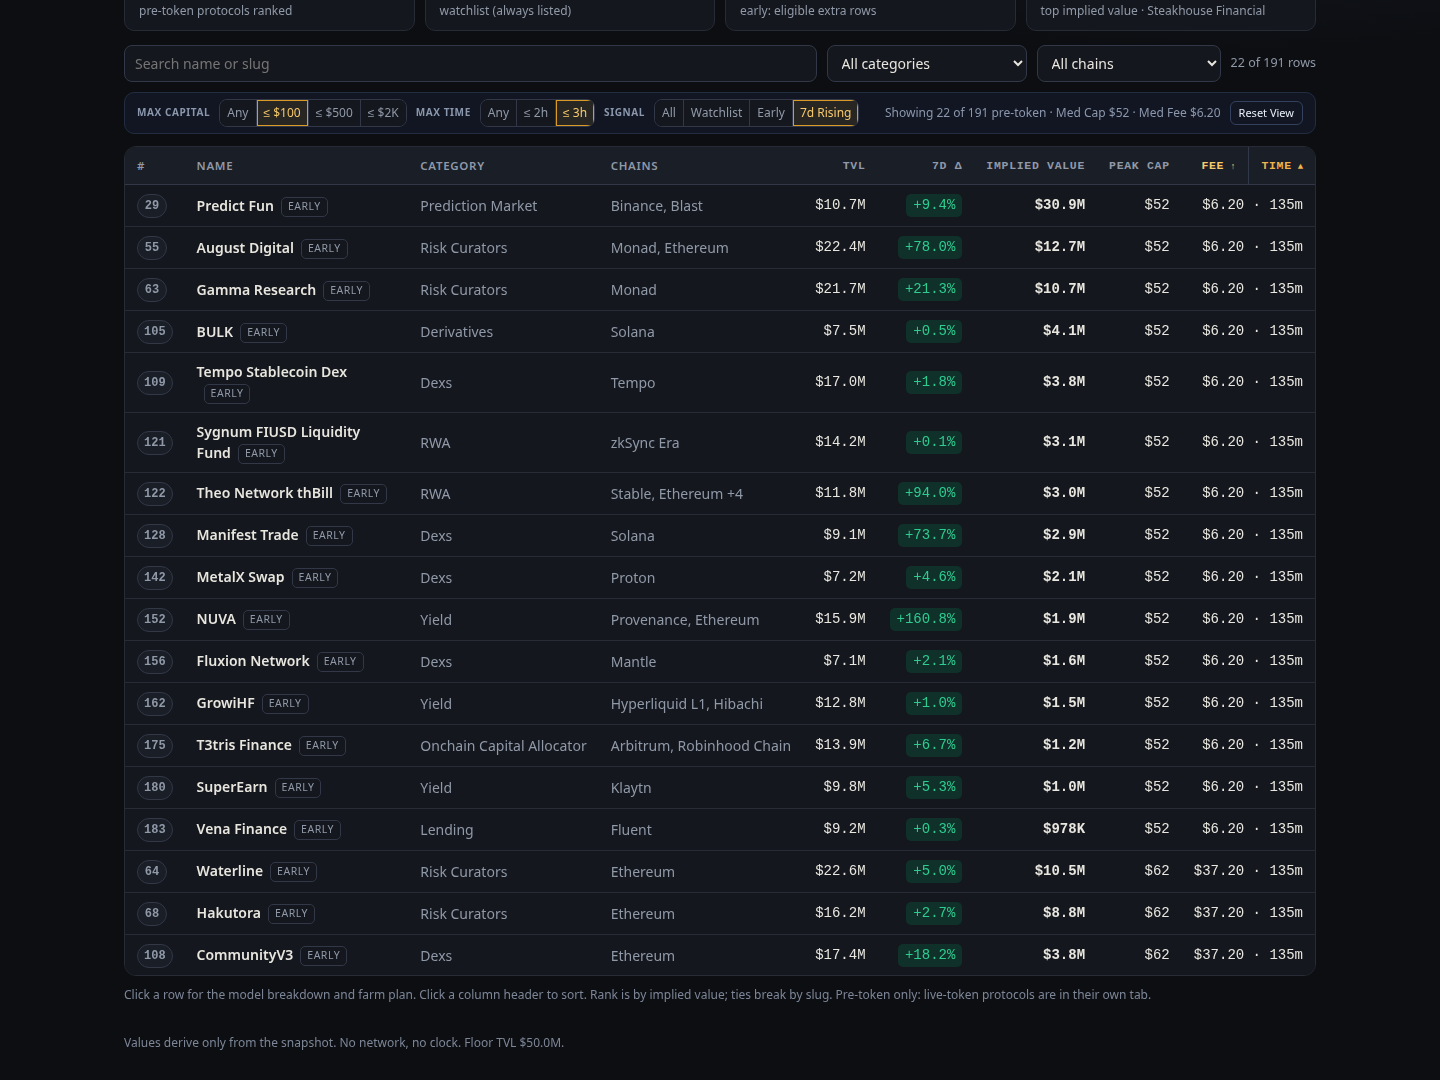 pre-token protocols ranked
watchlist (always listed)
early: eligible extra rows
top implied value · Steakhouse Financial
Search name or slug
All categories
All chains
22 of 191 rows
MAX CAPITAL Any ≤ $100 ≤ $500 ≤ $2K MAX TIME Any ≤ 2h ≤ 3h SIGNAL All Watchlist Early 7d Rising Showing 22 of 191 pre-token · Med Cap $52 · Med Fee $6.20 Reset View
# NAME CATEGORY CHAINS TVL 7D Δ IMPLIED VALUE PEAK CAP FEE ↑ TIME ▲
29 Predict Fun EARLY Prediction Market Binance, Blast $10.7M +9.4% $30.9M $52 $6.20 · 135m
55 August Digital EARLY Risk Curators Monad, Ethereum $22.4M +78.0% $12.7M $52 $6.20 · 135m
63 Gamma Research EARLY Risk Curators Monad $21.7M +21.3% $10.7M $52 $6.20 · 135m
105 BULK EARLY Derivatives Solana $7.5M +0.5% $4.1M $52 $6.20 · 135m
109 Tempo Stablecoin Dex EARLY Dexs Tempo $17.0M +1.8% $3.8M $52 $6.20 · 135m
121 Sygnum FIUSD Liquidity Fund EARLY RWA zkSync Era $14.2M +0.1% $3.1M $52 $6.20 · 135m
122 Theo Network thBill EARLY RWA Stable, Ethereum +4 $11.8M +94.0% $3.0M $52 $6.20 · 135m
128 Manifest Trade EARLY Dexs Solana $9.1M +73.7% $2.9M $52 $6.20 · 135m
142 MetalX Swap EARLY Dexs Proton $7.2M +4.6% $2.1M $52 $6.20 · 135m
152 NUVA EARLY Yield Provenance, Ethereum $15.9M +160.8% $1.9M $52 $6.20 · 135m
156 Fluxion Network EARLY Dexs Mantle $7.1M +2.1% $1.6M $52 $6.20 · 135m
162 GrowiHF EARLY Yield Hyperliquid L1, Hibachi $12.8M +1.0% $1.5M $52 $6.20 · 135m
175 T3tris Finance EARLY Onchain Capital Allocator Arbitrum, Robinhood Chain $13.9M +6.7% $1.2M $52 $6.20 · 135m
180 SuperEarn EARLY Yield Klaytn $9.8M +5.3% $1.0M $52 $6.20 · 135m
183 Vena Finance EARLY Lending Fluent $9.2M +0.3% $978K $52 $6.20 · 135m
64 Waterline EARLY Risk Curators Ethereum $22.6M +5.0% $10.5M $62 $37.20 · 135m
68 Hakutora EARLY Risk Curators Ethereum $16.2M +2.7% $8.8M $62 $37.20 · 135m
108 CommunityV3 EARLY Dexs Ethereum $17.4M +18.2% $3.8M $62 $37.20 · 135m
Click a row for the model breakdown and farm plan. Click a column header to sort. Rank is by implied value; ties break by slug. Pre-token only: live-token protocols are in their own tab.
Values derive only from the snapshot. No network, no clock. Floor TVL $50.0M.